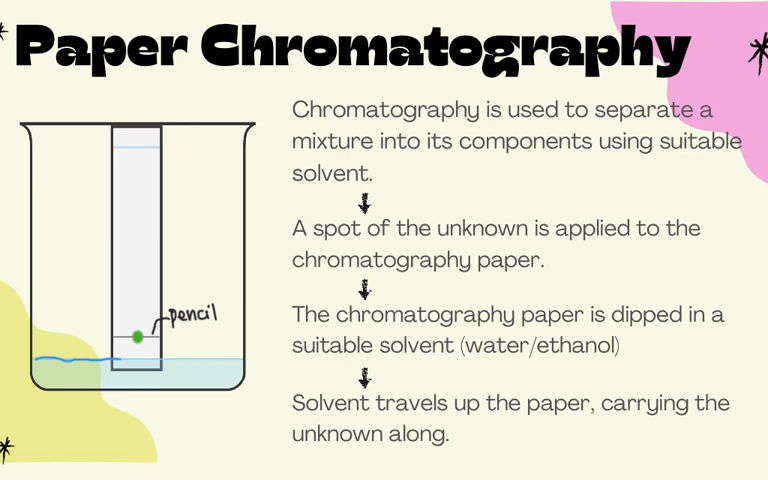 Paper Chromatography
Chromatography is used to separate a
mixture into its components using suitable
solvent.
A spot of the unknown is applied to the
chromatography paper.
pencil
The chromatography paper is dipped in a
suitable solvent (water/ethanol)
Solvent travels up the paper, carrying the
unknown along.